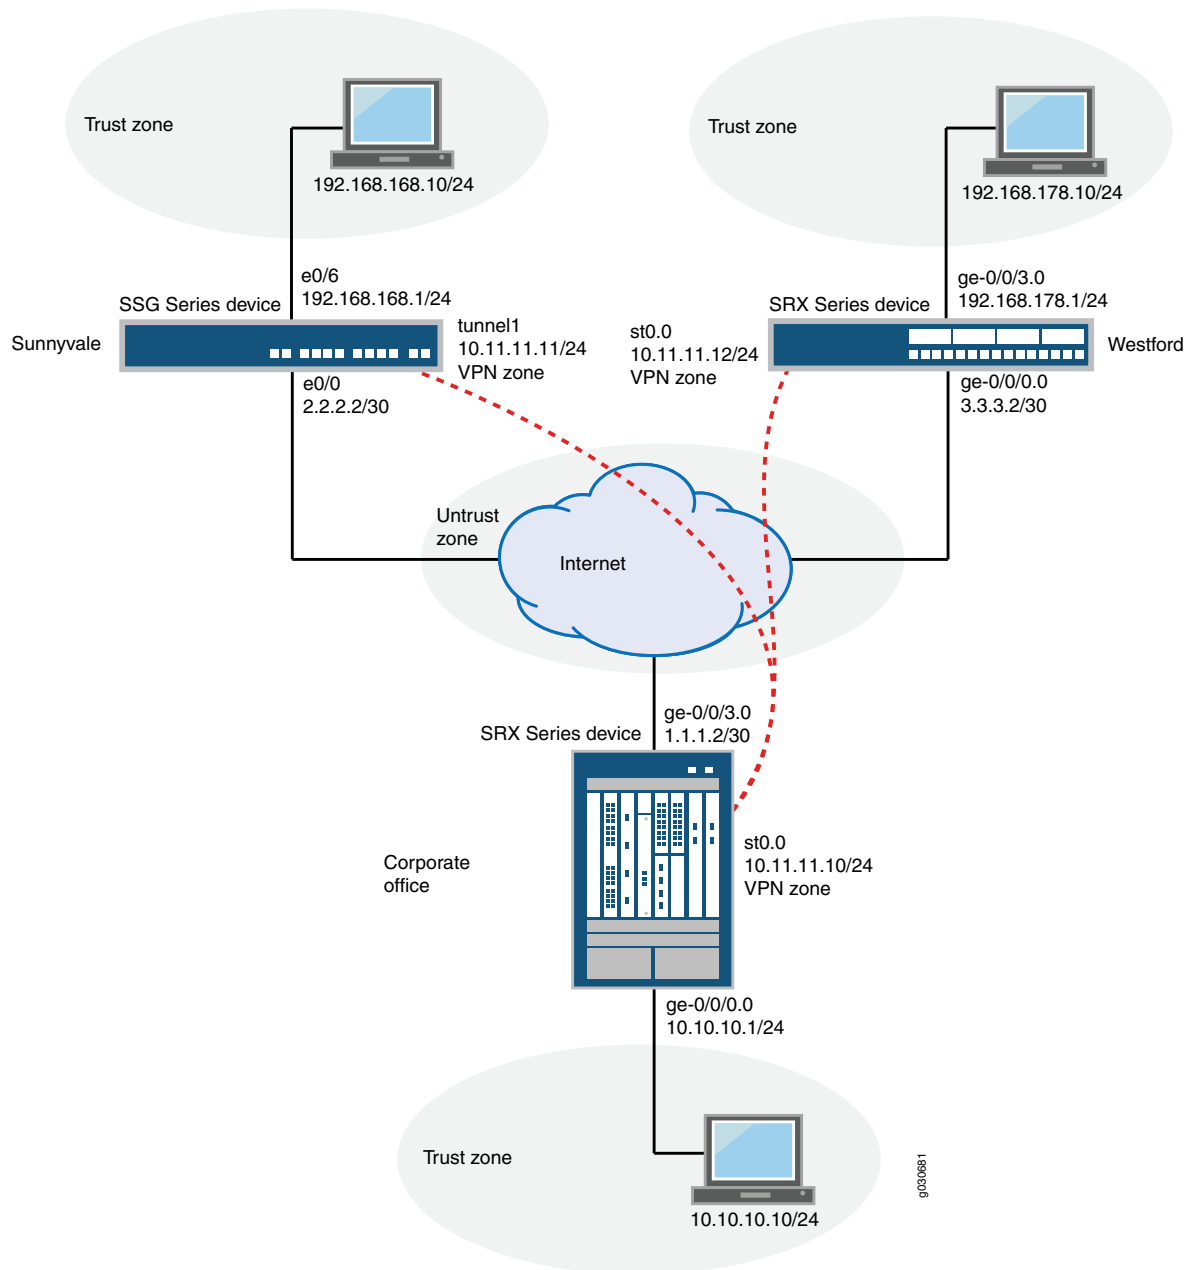 Trust zone
192.168.168.10/24
Trust zone
192.168.178.10/24
e0/6
192.168.168.1/24
SSG Series device
Sunnyvale
tunnel1
10.11.11.11/24
VPN zone
e0/0
2.2.2.2/30
ge-0/0/3.0
192.168.178.1/24
SRX Series device
st0.0
10.11.11.12/24
VPN zone
Westford
ge-0/0/0.0
3.3.3.2/30
Untrust
zone
Internet
ge-0/0/3.0
1.1.1.2/30
SRX Series device
Corporate
office
st0.0
10.11.11.10/24
VPN zone
ge-0/0/0.0
10.10.10.1/24
Trust zone
10.10.10.10/24
g030681